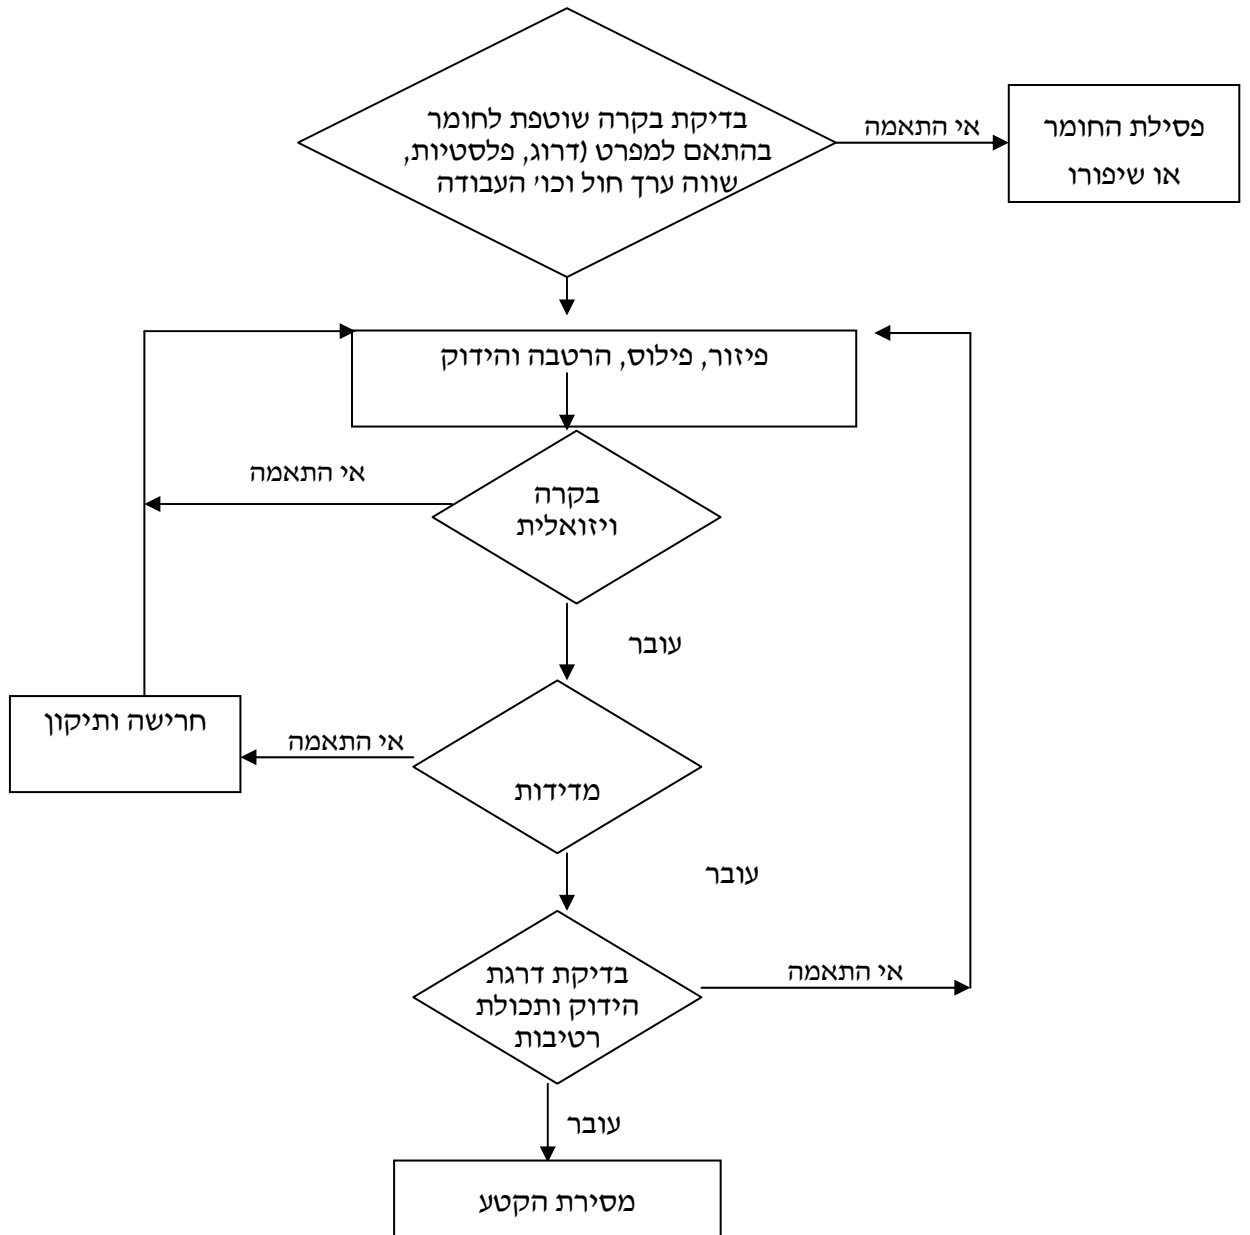 בדיקת בקרה שוטפת לחומר
בהתאם למפרט (דרוג, פלסטיות,
שווה ערך חול וכו' העבודה
אי התאמה
פסילת החומר
או שיפורו
פיזור, פילוס, הרטבה והידוק
בקרה
ויזואלית
אי התאמה
עובר
מדידות
אי התאמה
חרישה ותיקון
עובר
בדיקת דרגת
הידוק ותכולת
רטיבות
אי התאמה
עובר
מסירת הקטע